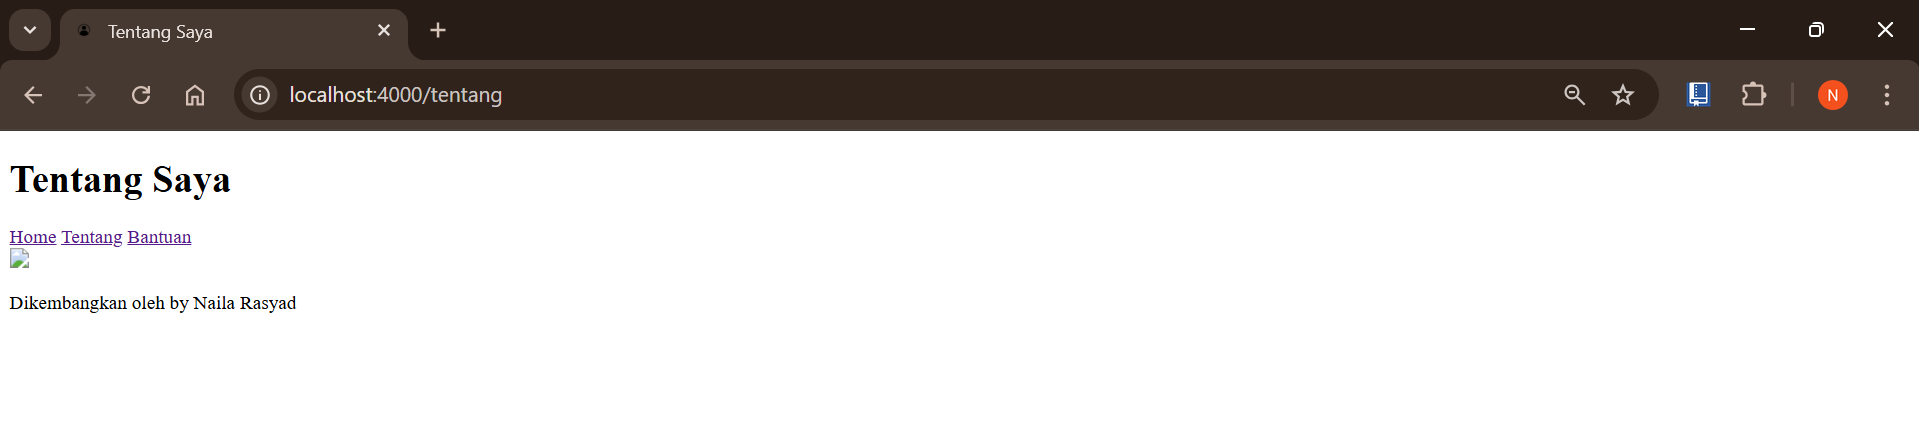 Tentang Saya
localhost:4000/tentang
N
Tentang Saya
Home Tentang Bantuan
Dikembangkan oleh by Naila Rasyad